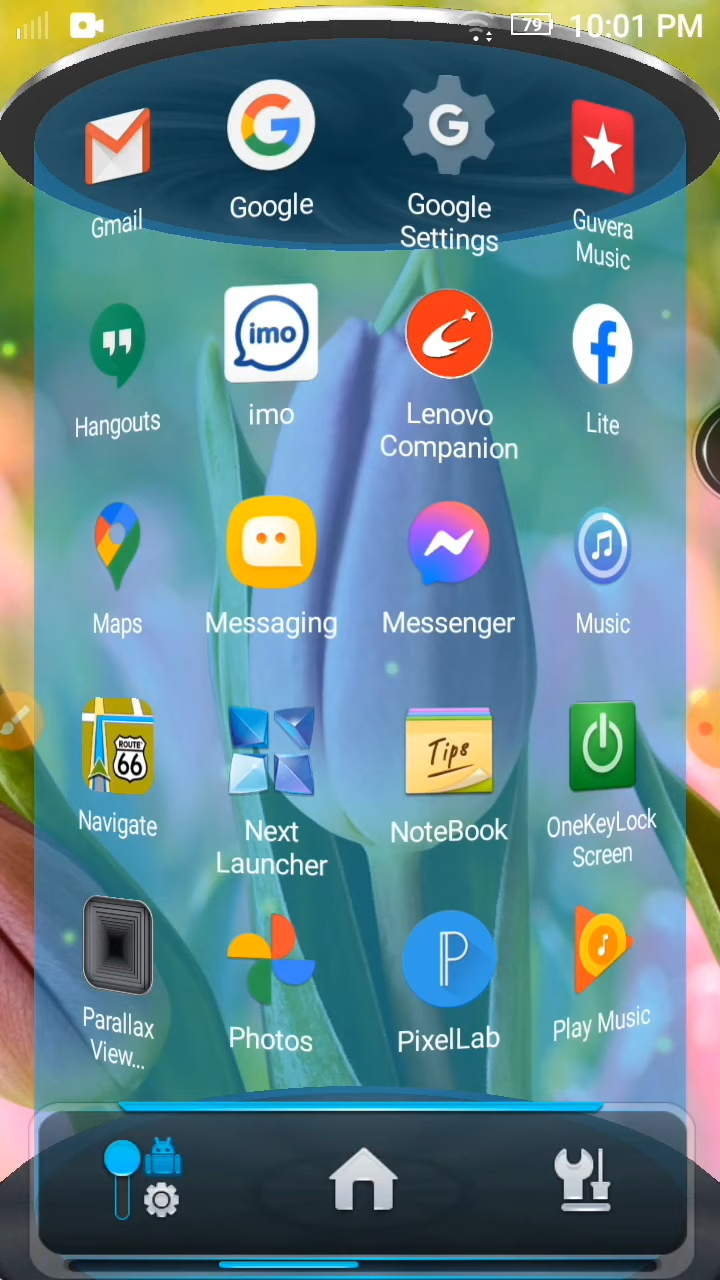 79 10:01 PM
Gmail
Google
Google
Settings
Guvera
Music
Hangouts
imo
imo
Lenovo
Companion
Lite
Maps
Messaging
Messenger
Music
ROUTE
66
Tips
Navigate
Next
Launcher
NoteBook
OneKeyLock
Screen
Parallax
View...
Photos
PixelLab
Play Music